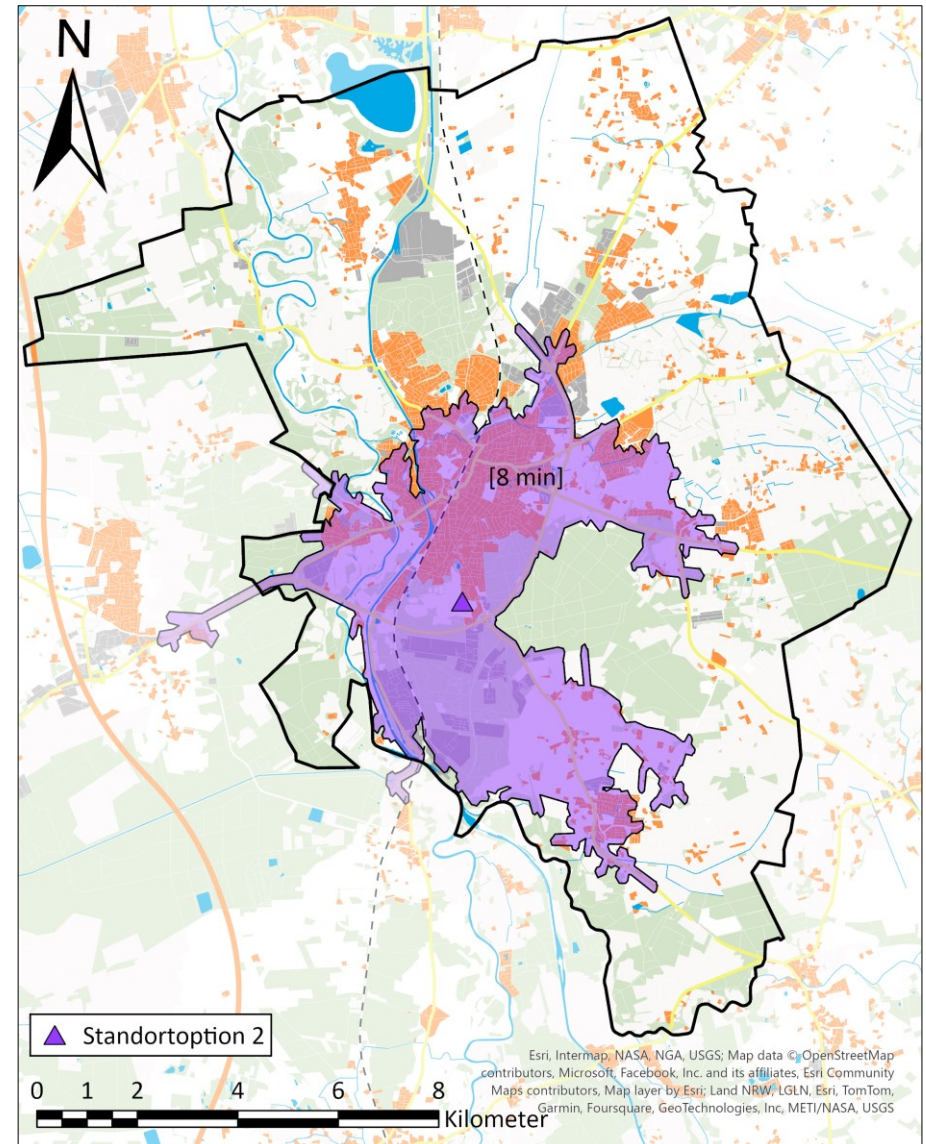 N
[8 min]
Standortoption 2
Esri, Intermap, NASA, NGA, USGS; Map data © OpenStreetMap
contributors, Microsoft, Facebook, Inc. and its affiliates, Esri Community
Maps contributors, Map layer by Esri; Land NRW, LGLN, Esri, TomTom,
Garmin, Foursquare, GeoTechnologies, Inc, METI/NASA, USGS
0 1 2 4 6 8
Kilometer